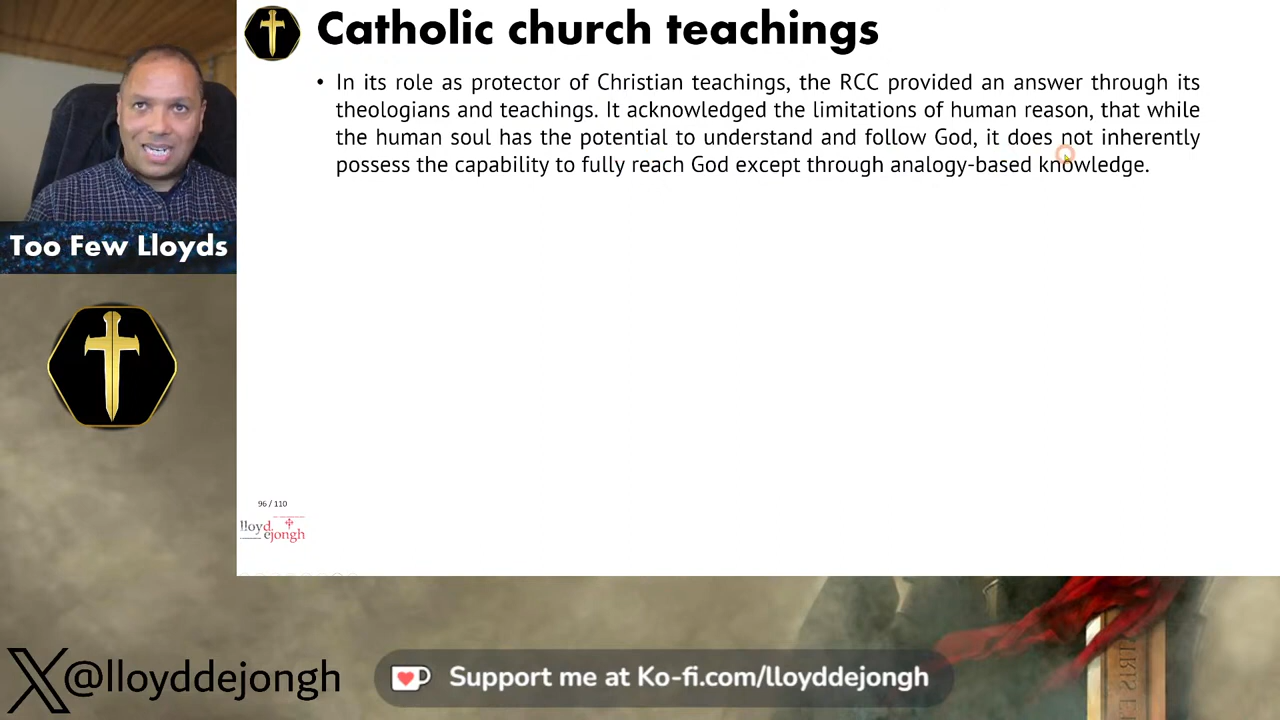 Catholic church teachings
• In its role as protector of Christian teachings, the RCC provided an answer through its
theologians and teachings. It acknowledged the limitations of human reason, that while
the human soul has the potential to understand and follow God, it does not inherently
possess the capability to fully reach God except through analogy-based knowledge.
Too Few Lloyds
96 / 110
lloyd
ejongh
X@lloyddejongh
Support me at Ko-fi.com/lloyddejongh